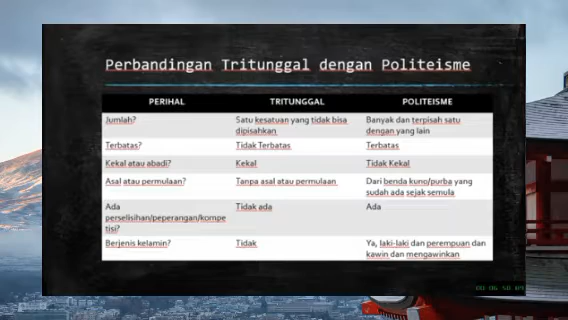 Perbandingan Tritunggal dengan Politeisme
PERIHAL TRITUNGGAL POLITEISME
Jumlah? Satu kesatuan yang tidak bisa Banyak dan terpisah satu
dipisahkan dengan yang lain
Terbatas? Tidak Terbatas Terbatas
Kekal atau abadi? Kekal Tidak Kekal
Asal atau permulaan? Tanpa asal atau permulaan Dari benda kuno/purba yang
sudah ada sejak semula
Ada Tidak ada Ada
perselisihan/peperangan/kompe
tisi?
Berjenis kelamin? Tidak Ya, laki-laki dan perempuan dan
kawin dan mengawinkan